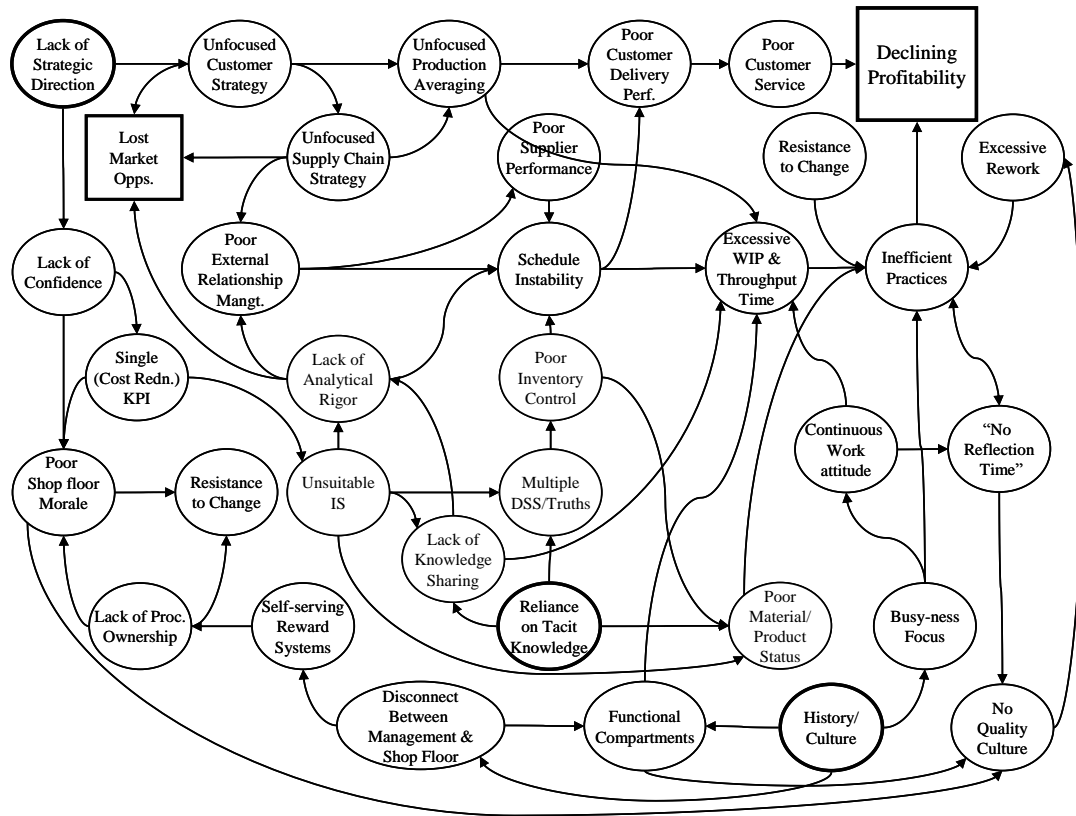 Lack of
Strategic
Direction
Unfocused
Customer
Strategy
Unfocused
Production
Averaging
Poor
Customer
Delivery
Perf.
Poor
Customer
Service
Declining
Profitability
Lost
Market
Opps.
Unfocused
Supply Chain
Strategy
Poor
Supplier
Performance
Resistance
to Change
Excessive
Rework
Lack of
Confidence
Poor
External
Relationship
Mangt.
Schedule
Instability
Excessive
WIP &
Throughput
Time
Inefficient
Practices
Single
(Cost Redn.)
KPI
Lack of
Analytical
Rigor
Poor
Inventory
Control
Continuous
Work
attitude
“No
Reflection
Time”
Poor
Shop floor
Morale
Resistance
to Change
Unsuitable
IS
Multiple
DSS/Truths
Lack of
Knowledge
Sharing
Lack of Proc.
Ownership
Self-serving
Reward
Systems
Reliance
on Tacit
Knowledge
Poor
Material/
Product
Status
Busy-ness
Focus
Disconnect
Between
Management &
Shop Floor
Functional
Compartments
History/
Culture
No
Quality
Culture